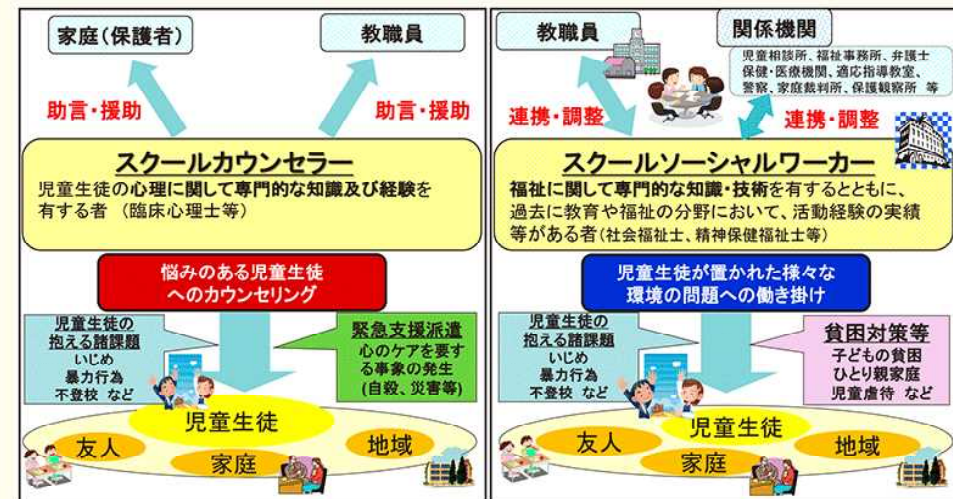 家庭(保護者)
教職員
助言・援助
助言・援助
スクールカウンセラー
児童生徒の心理に関して専門的な知識及び経験を
有する者 (臨床心理士等)
悩みのある児童生徒
へのカウンセリング
児童生徒の
抱える諸課題
いじめ
暴力行為
不登校 など
緊急支援派遣
心のケアを要する
事象の発生
(自殺、災害等)
児童生徒
友人
家庭
地域
教職員
関係機関
児童相談所、福祉事務所、弁護士
保健・医療機関、適応指導教室、
警察、家庭裁判所、保護観察所 等
連携・調整
連携・調整
スクールソーシャルワーカー
福祉に関して専門的な知識・技術を有するとともに、
過去に教育や福祉の分野において、活動経験の実績
等がある者(社会福祉士、精神保健福祉士等)
児童生徒が置かれた様々な
環境の問題への働き掛け
児童生徒の
抱える諸課題
いじめ
暴力行為
不登校 など
貧困対策等
子どもの貧困
ひとり親家庭
児童虐待 など
児童生徒
友人
家庭
地域